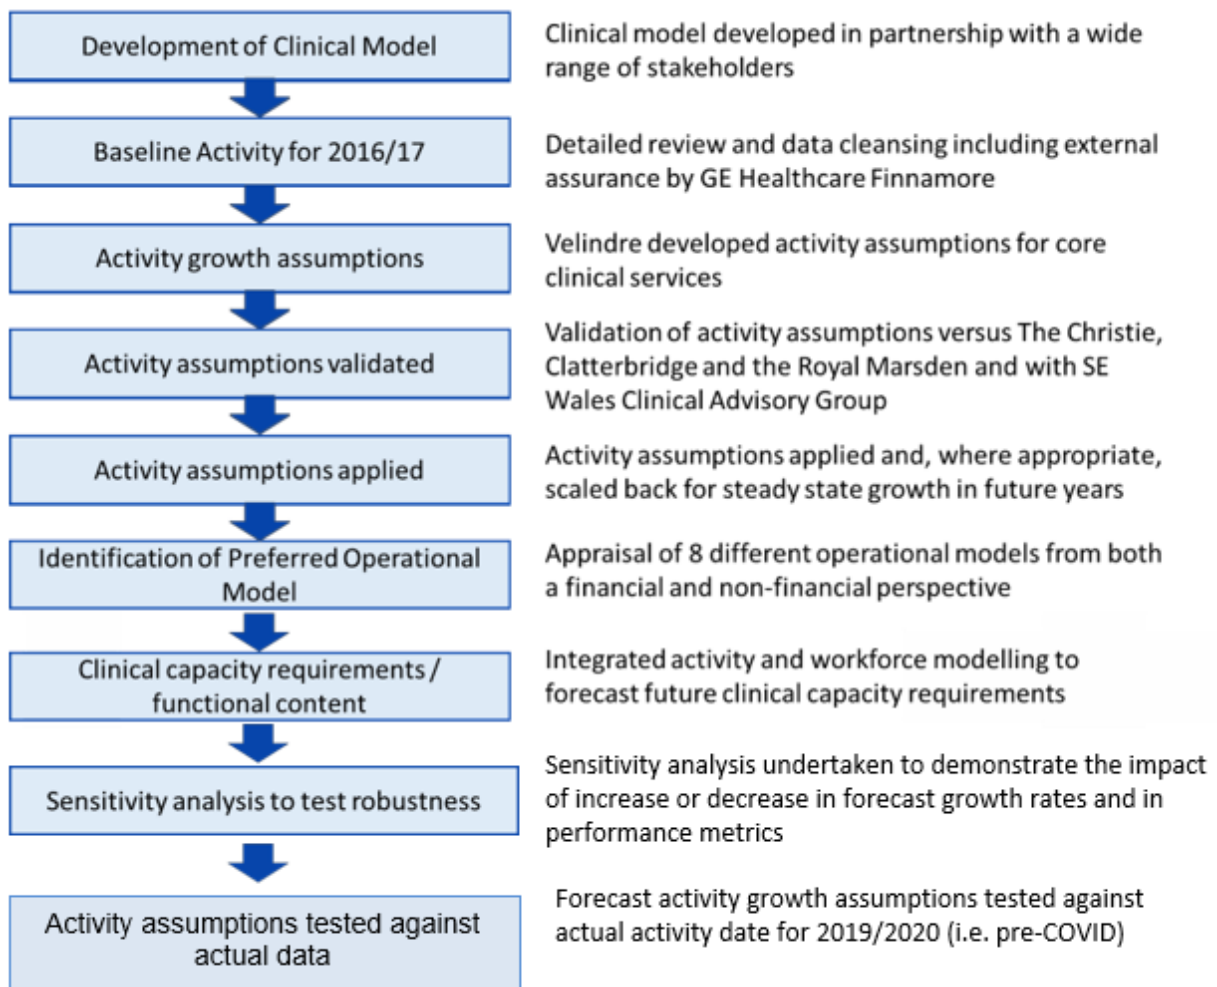 Development of Clinical Model
Clinical model developed in partnership with a wide
range of stakeholders
Baseline Activity for 2016/17
Detailed review and data cleansing including external
assurance by GE Healthcare Finnamore
Activity growth assumptions
Velindre developed activity assumptions for core
clinical services
Activity assumptions validated
Validation of activity assumptions versus The Christie,
Clatterbridge and the Royal Marsden and with SE
Wales Clinical Advisory Group
Activity assumptions applied
Activity assumptions applied and, where appropriate,
scaled back for steady state growth in future years
Identification of Preferred Operational
Model
Appraisal of 8 different operational models from both
a financial and non-financial perspective
Clinical capacity requirements /
functional content
Integrated activity and workforce modelling to
forecast future clinical capacity requirements
Sensitivity analysis to test robustness
Sensitivity analysis undertaken to demonstrate the impact
of increase or decrease in forecast growth rates and in
performance metrics
Activity assumptions tested against
actual data
Forecast activity growth assumptions tested against
actual activity date for 2019/2020 (i.e. pre-COVID)